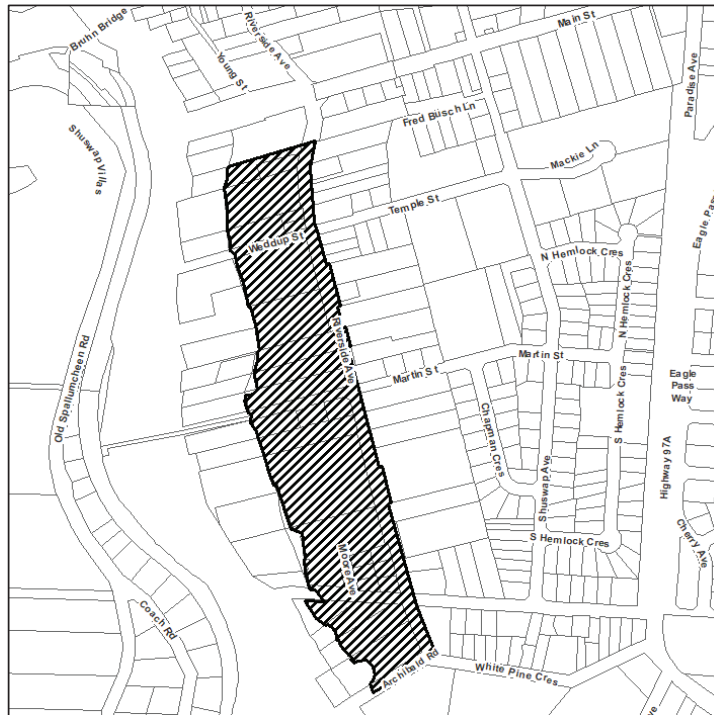 Main St
Riverside Ave
Bruhn Bridge
Young St
Paradise Ave
Fred Busch Ln
Shuswap Villas
Mackie Ln
Temple St
Eagle Pas
Weddup St
N Hemlock Cres
N Hemlock Cres
Riverside Ave
Old Spallumcheen Rd
Martin St
Martin St
Eagle
Pass
Way
S Hemlock Cres
Chapman Cres
Highway 97A
Shuswap Ave
S Hemlock Cres
Cherry Ave
Moore Ave
Coach Rd
Archibald Rd
White Pine Cres
ve